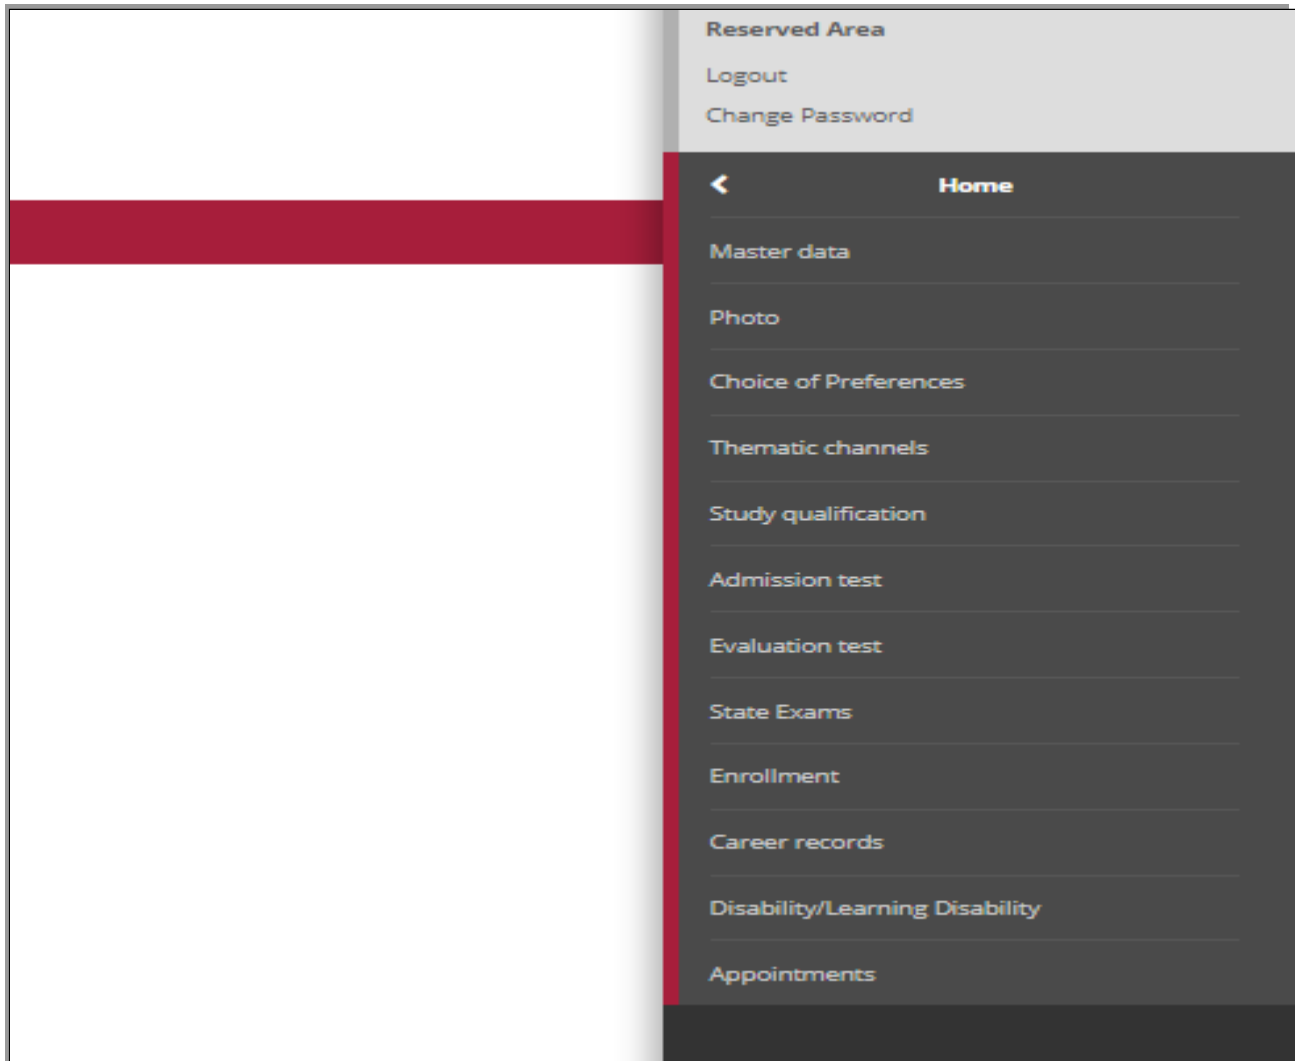 Reserved Area
Logout
Change Password
Home
Master data
Photo
Choice of Preferences
Thematic channels
Study qualification
Admission test
Evaluation test
State Exams
Enrollment
Career records
Disability/Learning Disability
Appointments